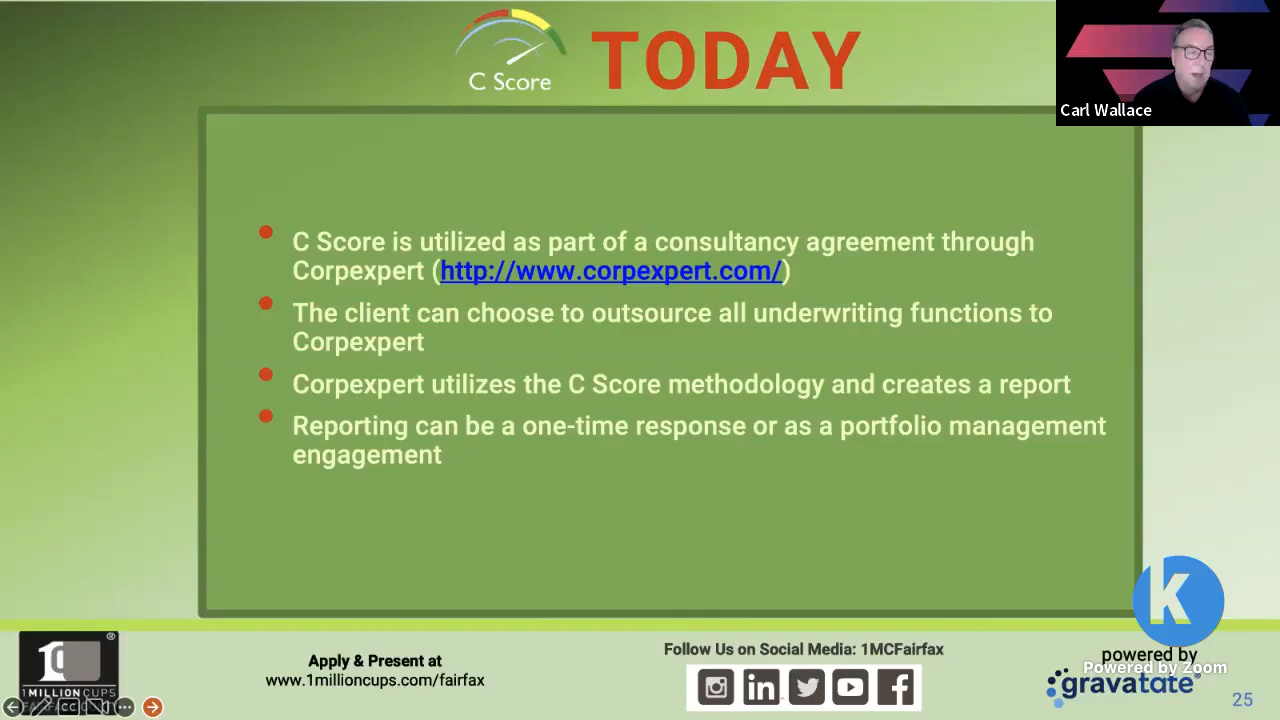 C Score
TODAY
Carl Wallace
C Score is utilized as part of a consultancy agreement through
Corpexpert (http://www.corpexpert.com/)
The client can choose to outsource all underwriting functions to
Corpexpert
Corpexpert utilizes the C Score methodology and creates a report
Reporting can be a one-time response or as a portfolio management
engagement
K
1MILLIONCUPS
®
CC
Apply & Present at
www.1millioncups.com/fairfax
Follow Us on Social Media: 1MCFairfax
in
powered by
Powered by Zoom
gravatate
25